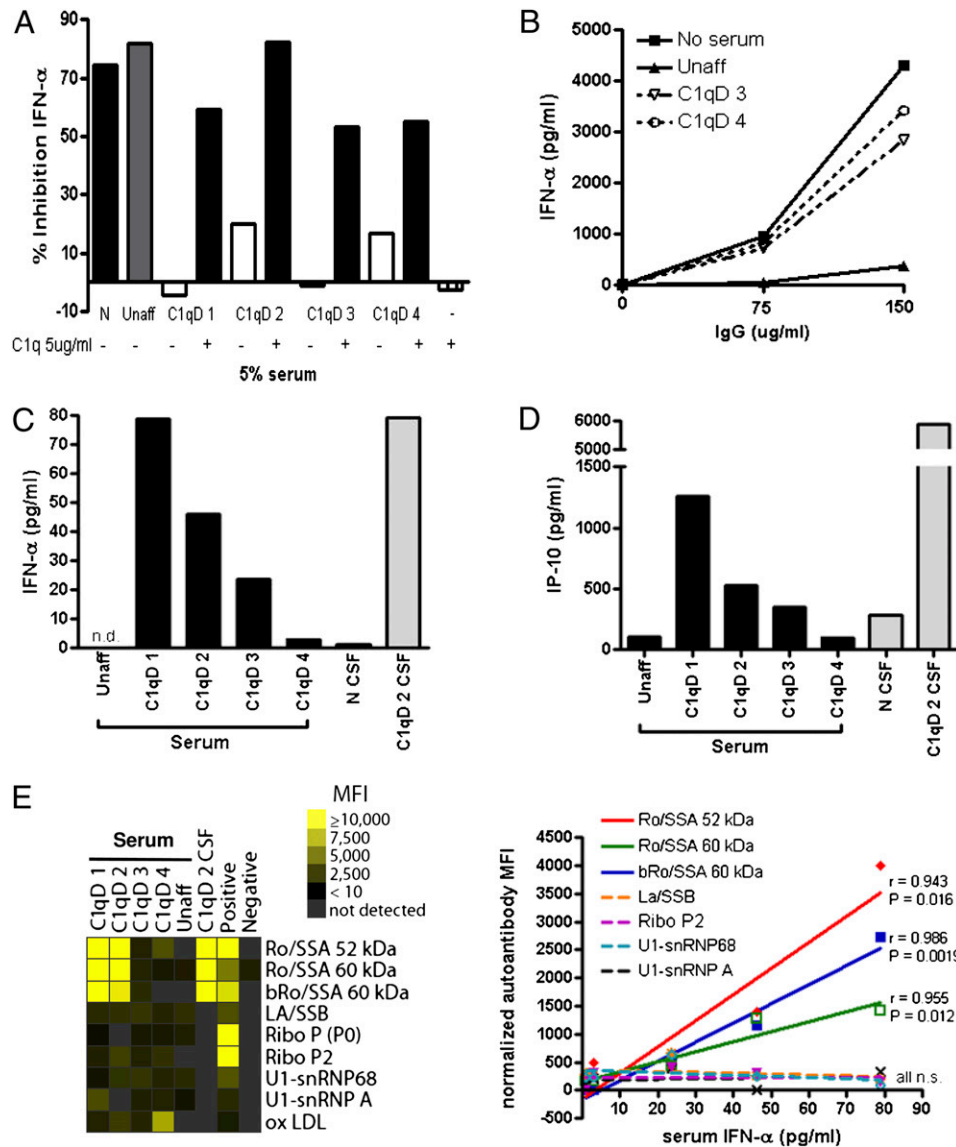 A
% Inhibition IFN-α
90
70
50
30
10
-10
N Unaff C1qD 1 C1qD 2 C1qD 3 C1qD 4 -
C1q 5ug/ml - - - + - + - + - + +
5% serum
B
IFN-α (pg/ml)
5000
4000
3000
2000
1000
0
No serum
Unaff
C1qD 3
C1qD 4
0 75 150
IgG (ug/ml)
C
IFN-α (pg/ml)
80
70
60
50
40
30
20
10
0
n.d.
Unaff C1qD 1 C1qD 2 C1qD 3 C1qD 4 N CSF C1qD 2 CSF
Serum
D
IP-10 (pg/ml)
6000
5000
1500
1000
500
0
Unaff C1qD 1 C1qD 2 C1qD 3 C1qD 4 N CSF C1qD 2 CSF
Serum
E
MFI
≥10,000
7,500
5,000
2,500
< 10
not detected
Serum
C1qD 1 C1qD 2 C1qD 3 C1qD 4 Unaff C1qD 2 CSF Positive Negative
Ro/SSA 52 kDa
Ro/SSA 60 kDa
bRo/SSA 60 kDa
LA/SSB
Ribo P (P0)
Ribo P2
U1-snRNP68
U1-snRNP A
ox LDL
normalized autoantibody MFI
4500
4000
3500
3000
2500
2000
1500
1000
500
0
Ro/SSA 52 kDa
Ro/SSA 60 kDa
bRo/SSA 60 kDa
La/SSB
Ribo P2
U1-snRNP68
U1-snRNP A
r = 0.943
P = 0.016
r = 0.986
P = 0.0019
r = 0.955
P = 0.012
all n.s.
10 20 30 40 50 60 70 80 90
serum IFN-α (pg/ml)